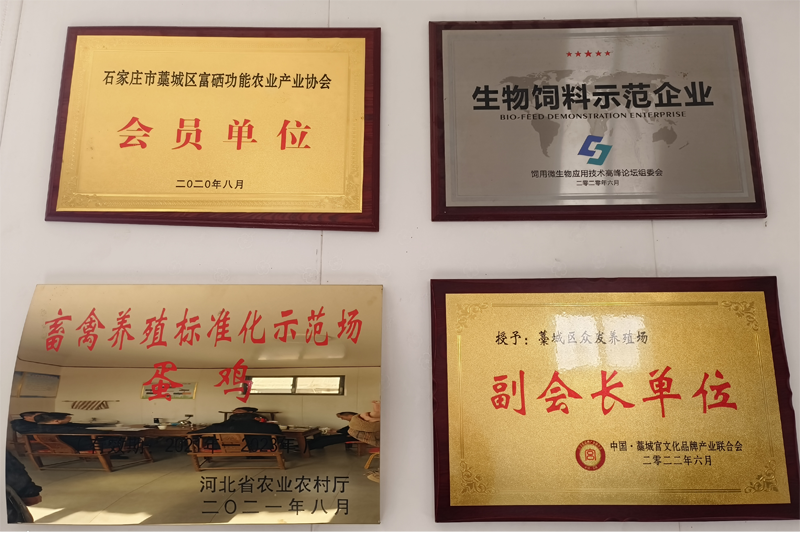 石家庄市藁城区富硒功能农业产业协会
会员单位
二〇二〇年八月
生物饲料示范企业
BIO-FEED DEMONSTRATION ENTERPRISE
饲用微生物应用技术高峰论坛组委会
二零二零年六月
畜禽养殖标准化示范场
蛋鸡
河北省农业农村厅
二〇二一年八月
授予：藁城区众发养殖场
副会长单位
中国·藁城宫文化品牌产业联合会
二零二二年六月